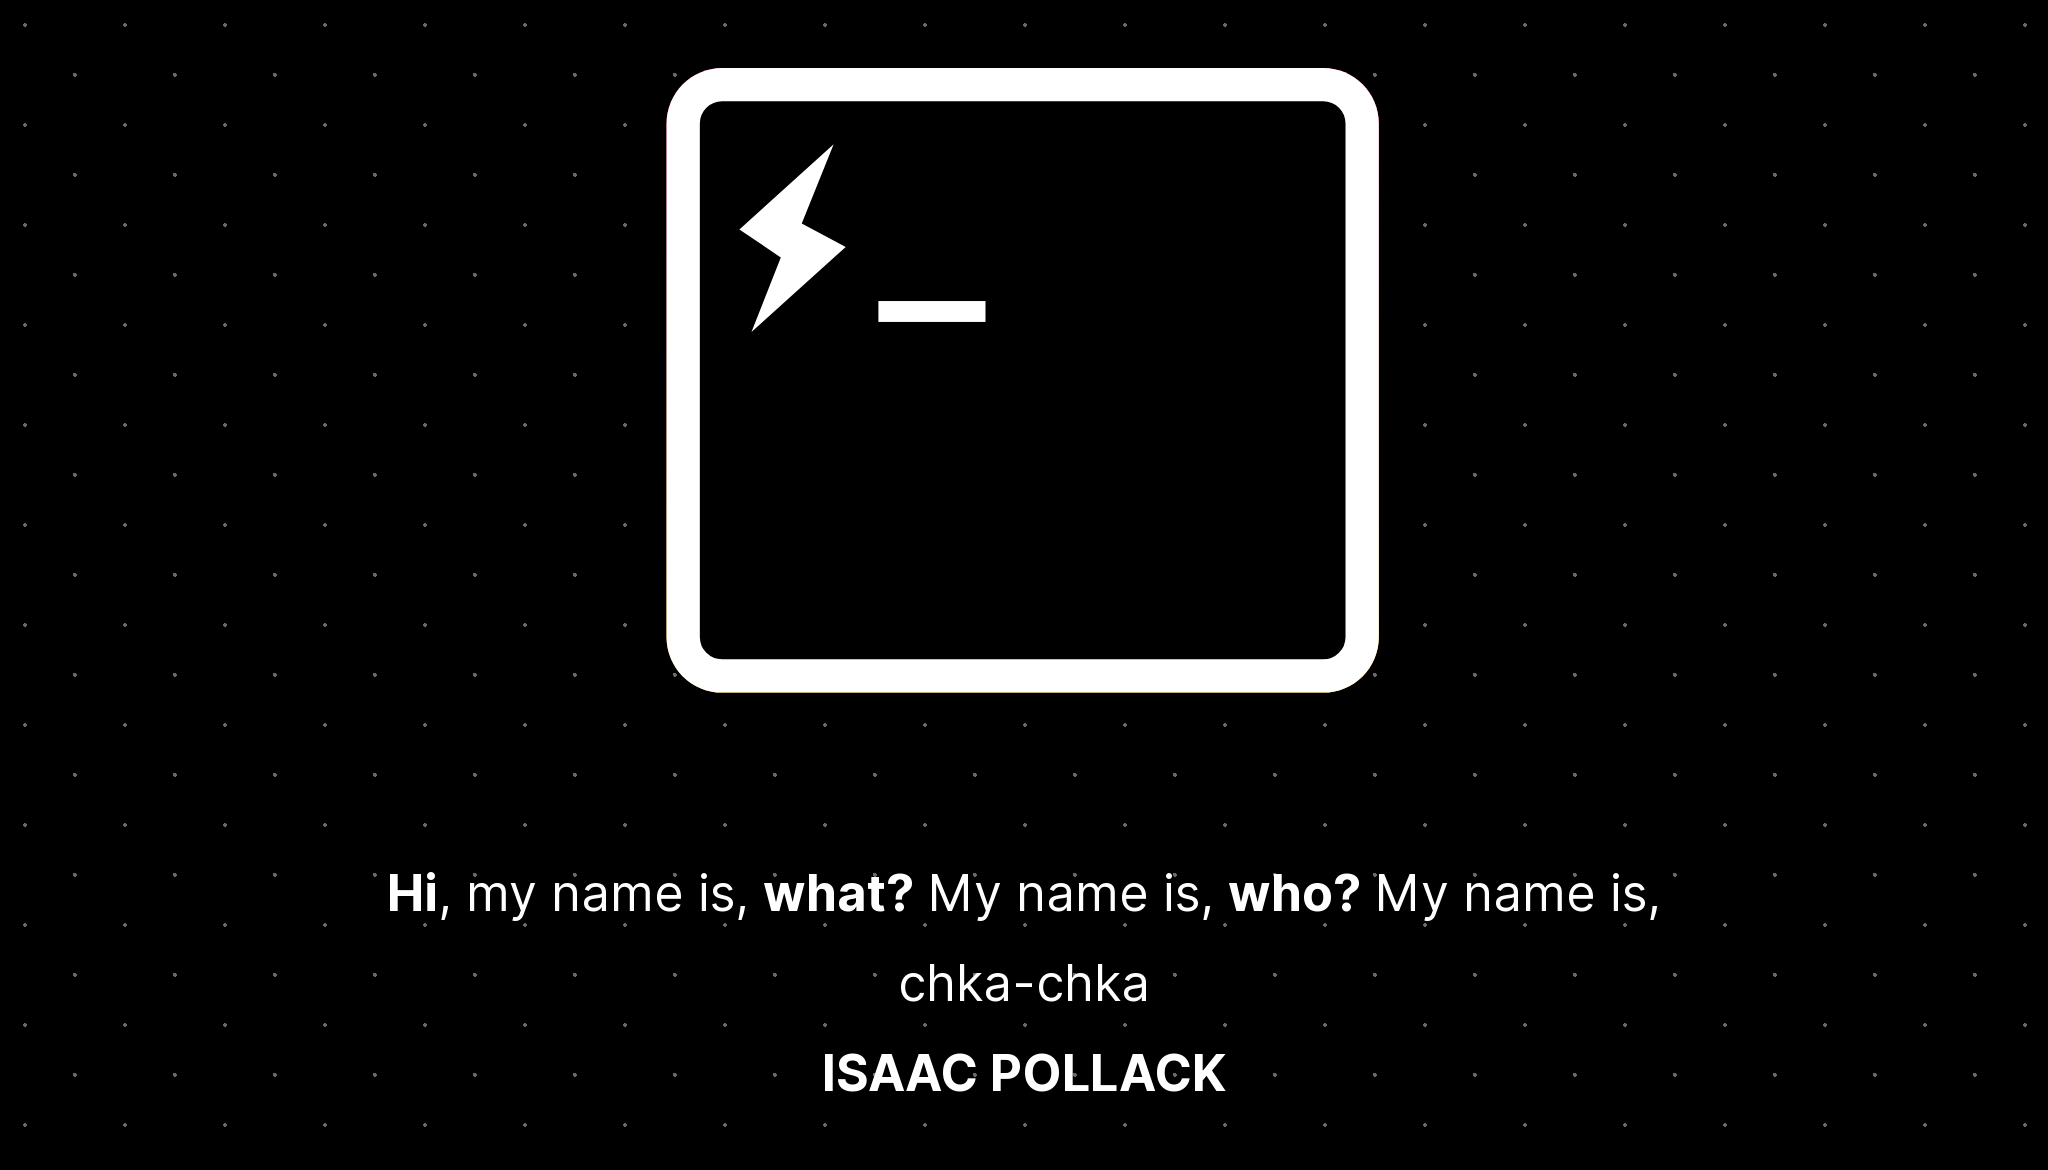 Hi, my name is, what? My name is, who? My name is,
chka-chka
ISAAC POLLACK